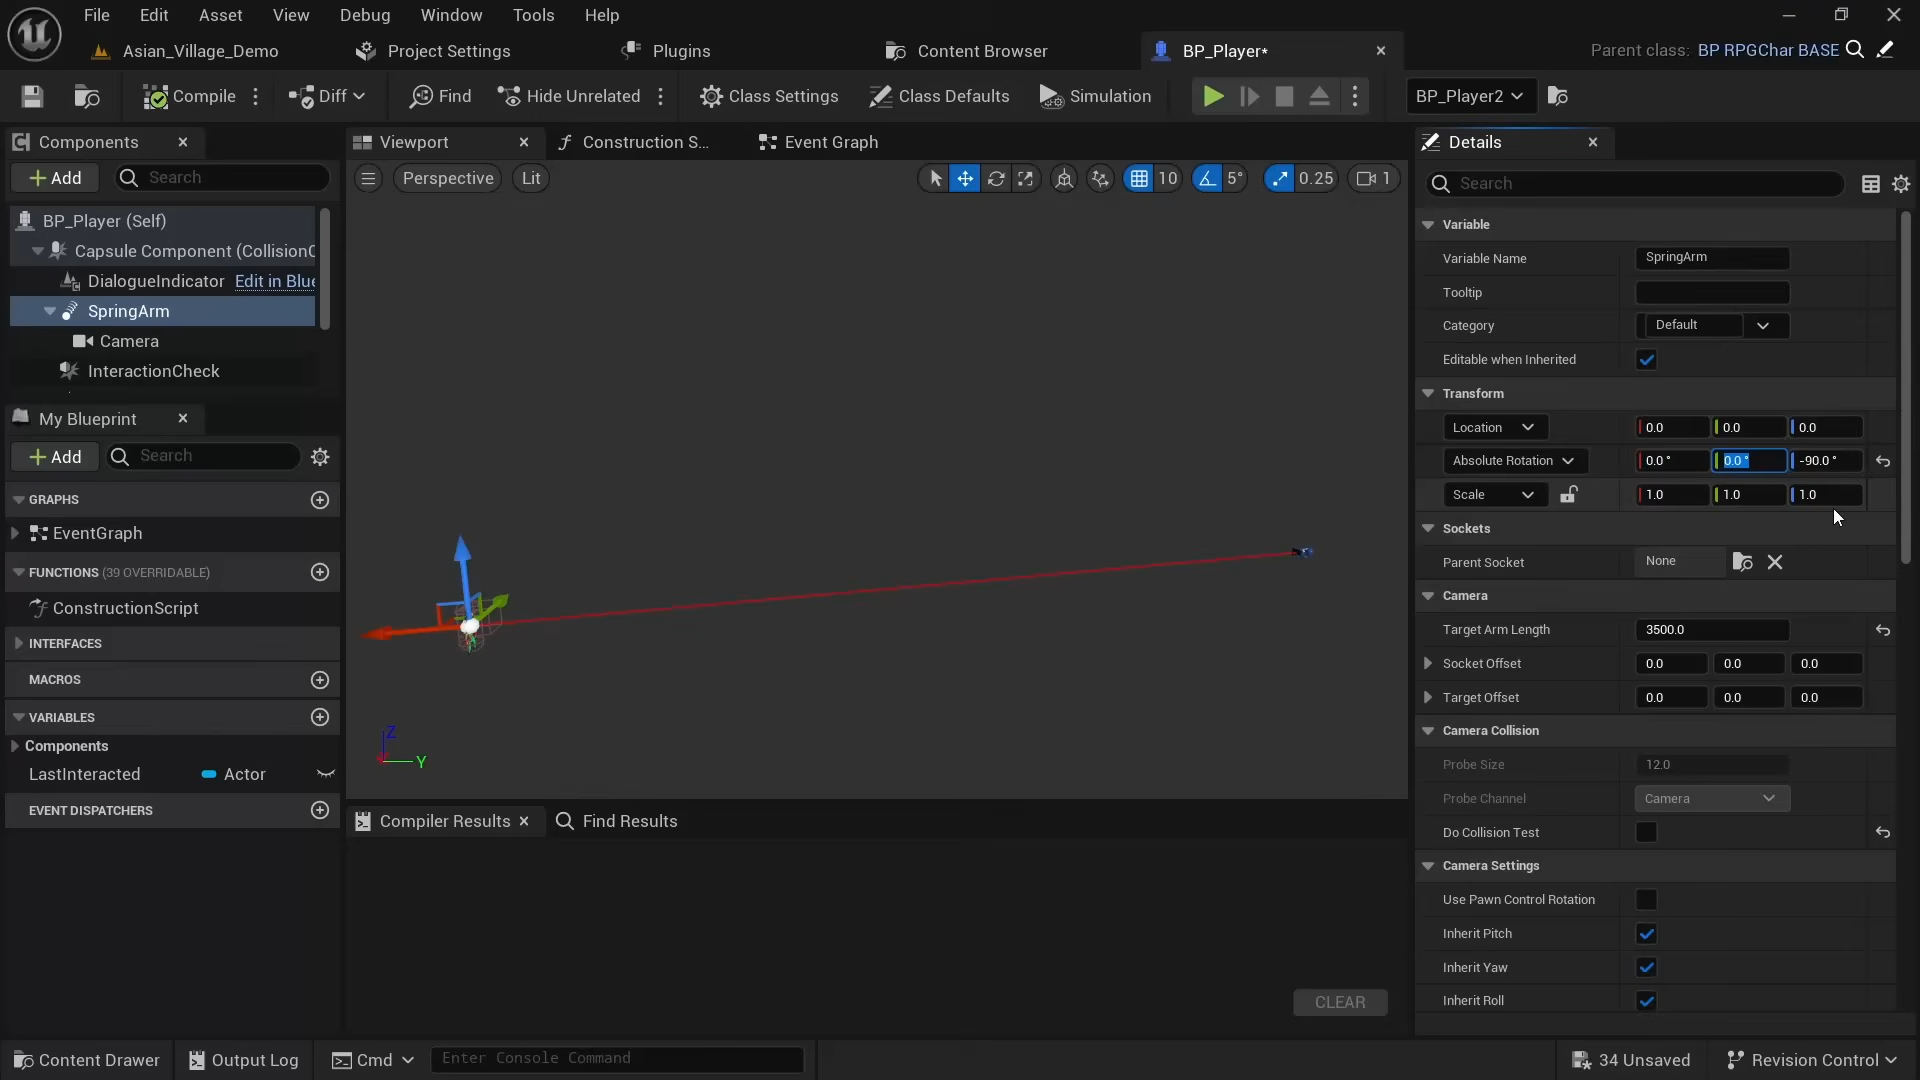 File Edit Asset View Debug Window Tools Help
Asian_Village_Demo Project Settings Plugins Content Browser BP_Player* Parent class: BP RPGChar BASE
Compile Diff Find Hide Unrelated Class Settings Class Defaults Simulation BP_Player2
Components Viewport Construction S... Event Graph Details
Add Search Perspective Lit 10 5° 0.25 1 Search
BP_Player (Self)
Capsule Component (CollisionC
DialogueIndicator Edit in Blue
SpringArm
Camera
InteractionCheck
My Blueprint
Add Search
GRAPHS
EventGraph
FUNCTIONS (39 OVERRIDABLE)
ConstructionScript
INTERFACES
MACROS
VARIABLES
Components
LastInteracted Actor
EVENT DISPATCHERS
Z
Y
Compiler Results Find Results
CLEAR
Variable
Variable Name SpringArm
Tooltip
Category Default
Editable when Inherited
Transform
Location 0.0 0.0 0.0
Absolute Rotation 0.0 ° 0.0 ° -90.0 °
Scale 1.0 1.0 1.0
Sockets
Parent Socket None
Camera
Target Arm Length 3500.0
Socket Offset 0.0 0.0 0.0
Target Offset 0.0 0.0 0.0
Camera Collision
Probe Size 12.0
Probe Channel Camera
Do Collision Test
Camera Settings
Use Pawn Control Rotation
Inherit Pitch
Inherit Yaw
Inherit Roll
Content Drawer Output Log Cmd Enter Console Command 34 Unsaved Revision Control